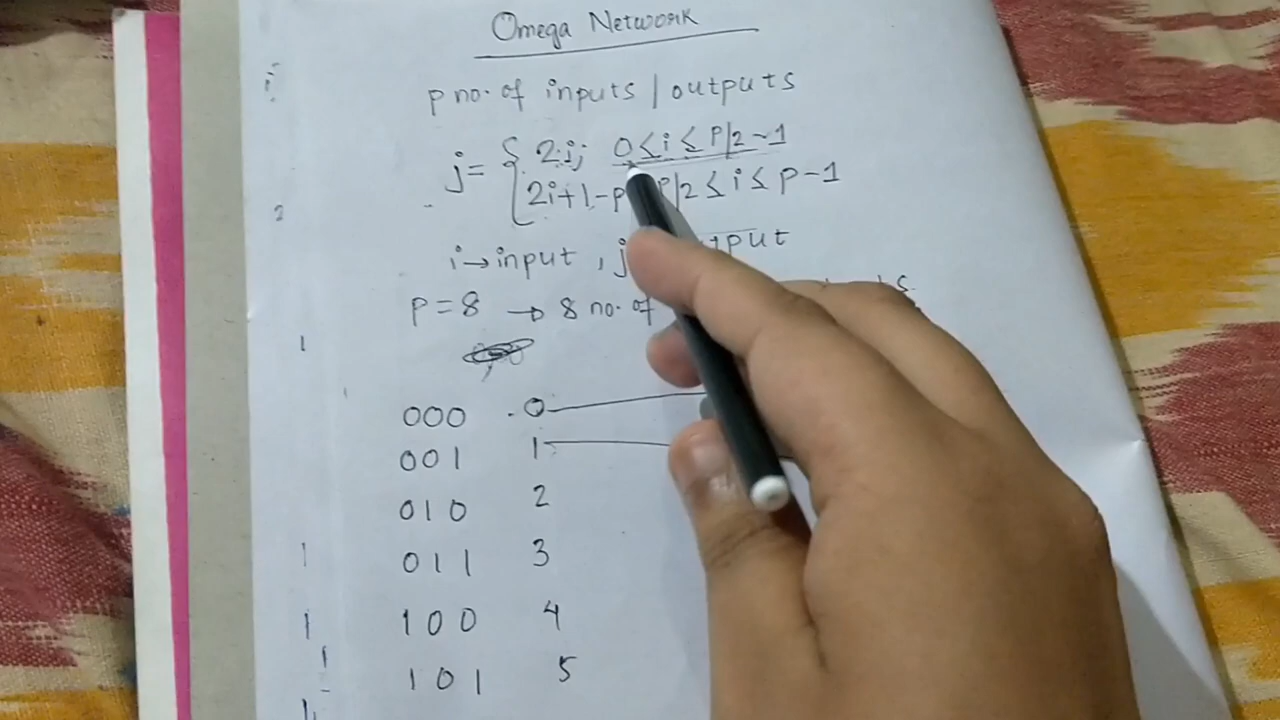 Omega Network
p no. of inputs / outputs
j = { 2i; 0 ≤ i ≤ P/2 - 1
2i+1-p P/2 ≤ i ≤ p-1
i → input , j
P = 8 → 8 no. of
000 0
001 1
010 2
011 3
100 4
101 5